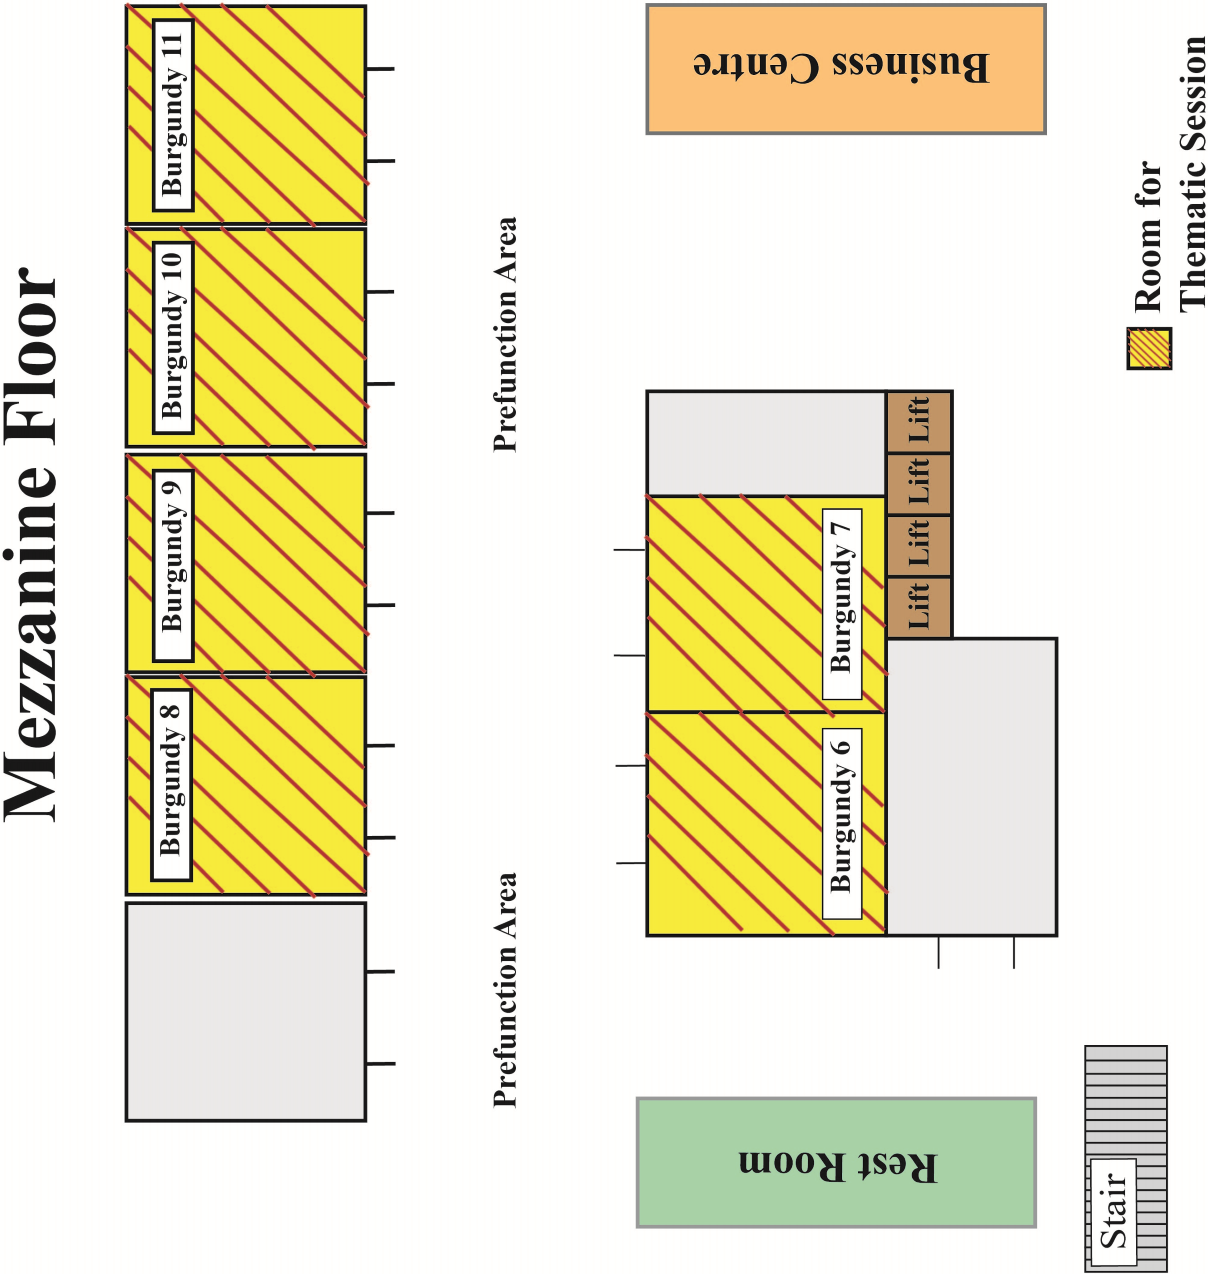 Mezzanine Floor
Burgundy 8
Burgundy 9
Burgundy 10
Burgundy 11
Prefunction Area
Prefunction Area
Burgundy 6
Burgundy 7
Lift
Lift
Lift
Lift
Rest Room
Business Centre
Stair
Room for
Thematic Session